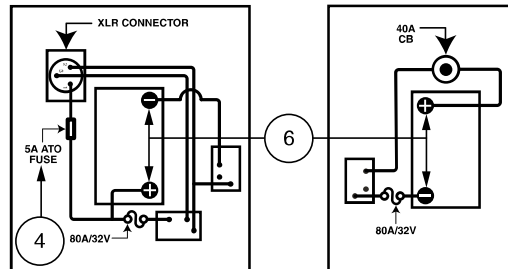 XLR CONNECTOR
40A
CB
5A ATO
FUSE
6
4
80A/32V
80A/32V